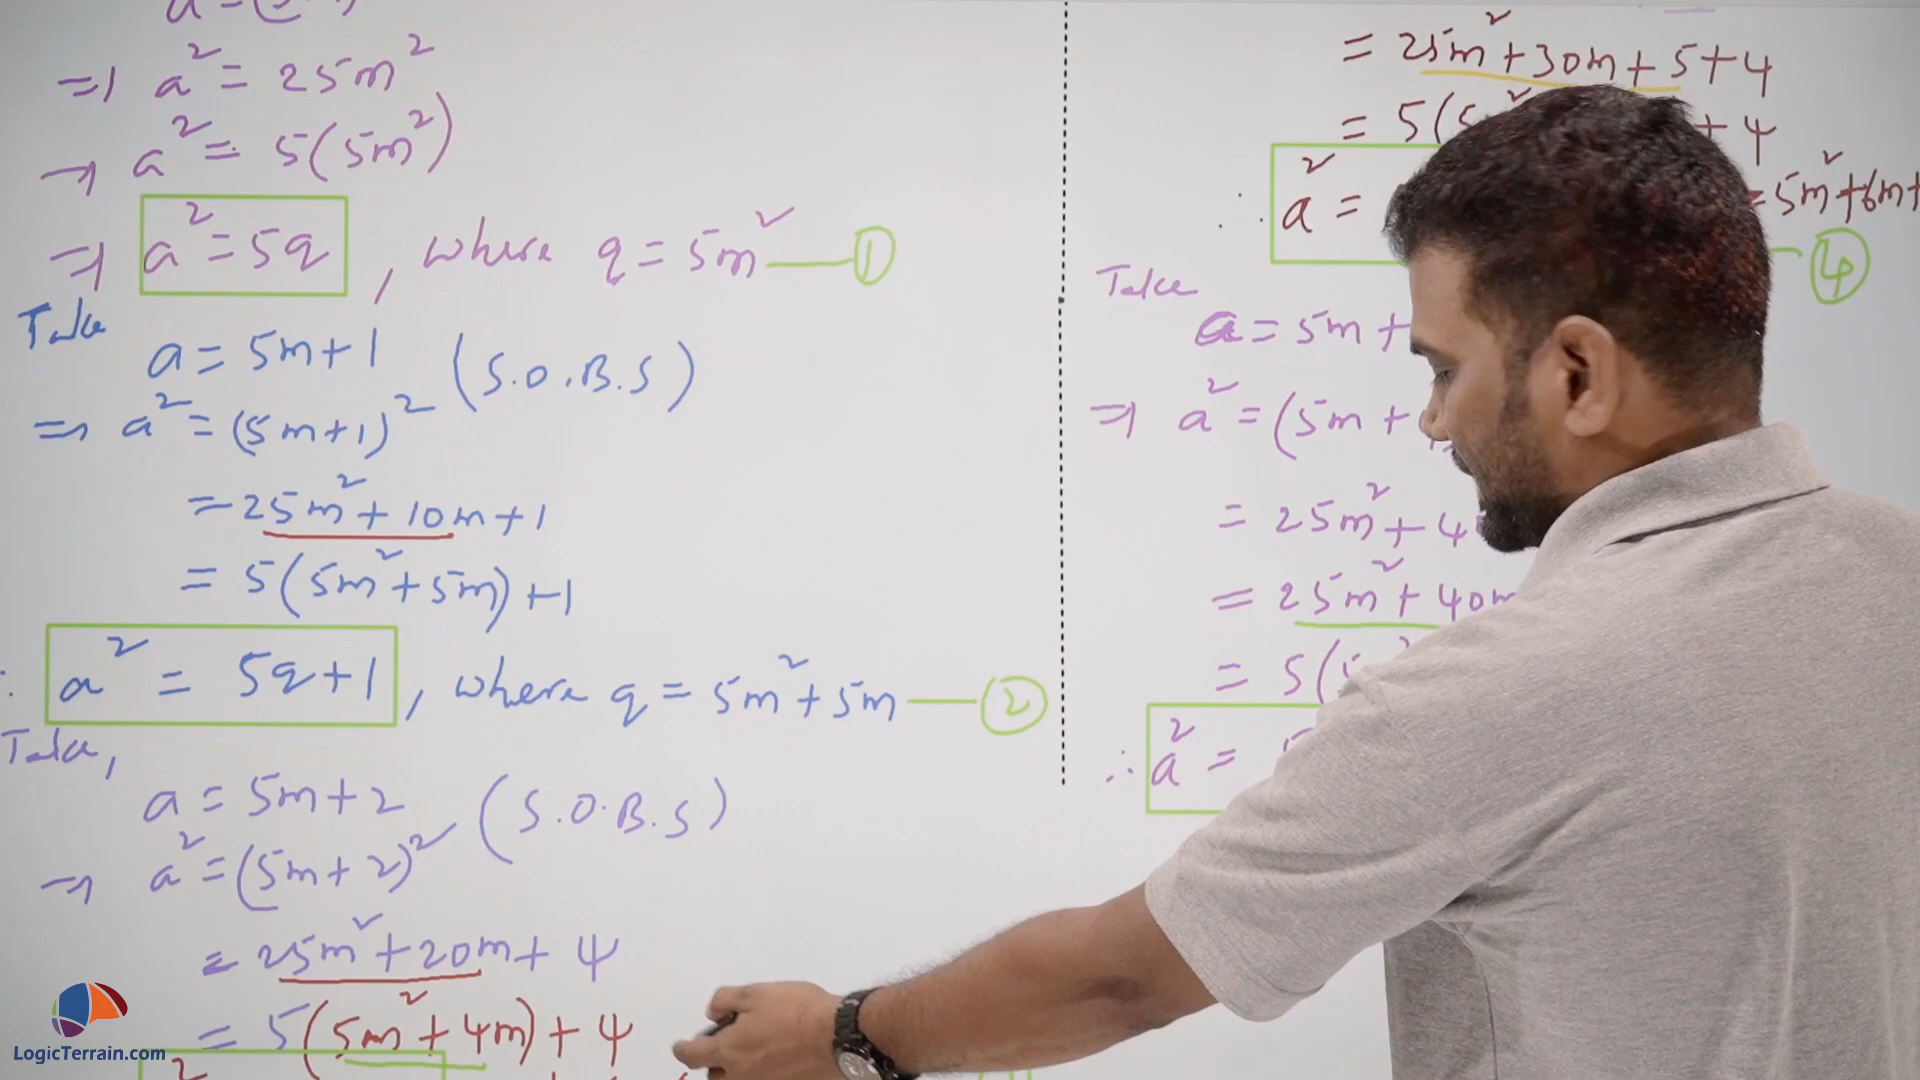 ⇒ a² = 25m²
⇒ a² = 5(5m²)
⇒ a² = 5q , where q = 5m² — ①
Take
a = 5m+1 (S.O.B.S)
⇒ a² = (5m+1)²
= 25m² + 10m + 1
= 5(5m² + 5m) + 1
∴ a² = 5q+1 , where q = 5m² + 5m — ②
Take,
a = 5m+2 (S.O.B.S)
⇒ a² = (5m+2)²
= 25m² + 20m + 4
= 5(5m² + 4m) + 4
= 25m² + 30m + 5 + 4
= 5(5m² + 4
∴ a² = = 5m² + 6m +
④
Take
a = 5m +
⇒ a² = (5m +
= 25m² + 4
= 25m² + 40m
= 5(5
∴ a² = 5
LogicTerrain.com